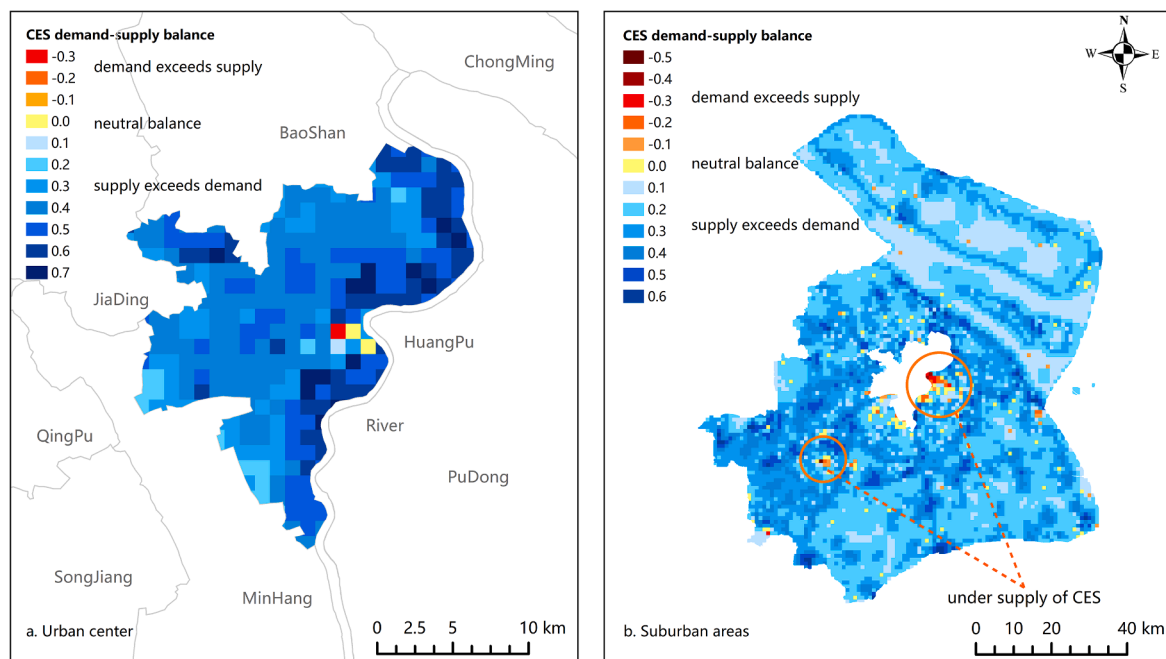 CES demand-supply balance
-0.3
-0.2
-0.1
0.0
0.1
0.2
0.3
0.4
0.5
0.6
0.7
demand exceeds supply
neutral balance
supply exceeds demand
ChongMing
BaoShan
JiaDing
HuangPu
River
QingPu
PuDong
SongJiang
MinHang
a. Urban center
0 2.5 5 10 km
CES demand-supply balance
-0.5
-0.4
-0.3
-0.2
-0.1
0.0
0.1
0.2
0.3
0.4
0.5
0.6
demand exceeds supply
neutral balance
supply exceeds demand
N
W E
S
under supply of CES
b. Suburban areas
0 10 20 40 km